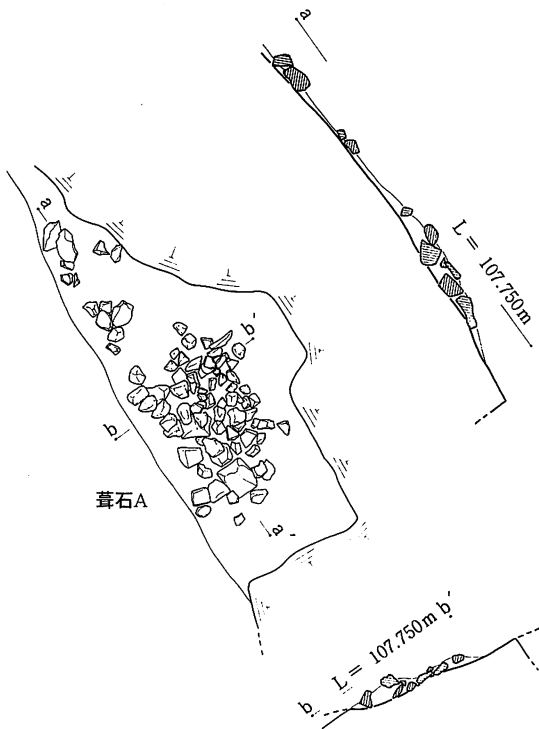 a
L = 107.750m
a
b'
b
葺石A
a'
L = 107.750m b'
b